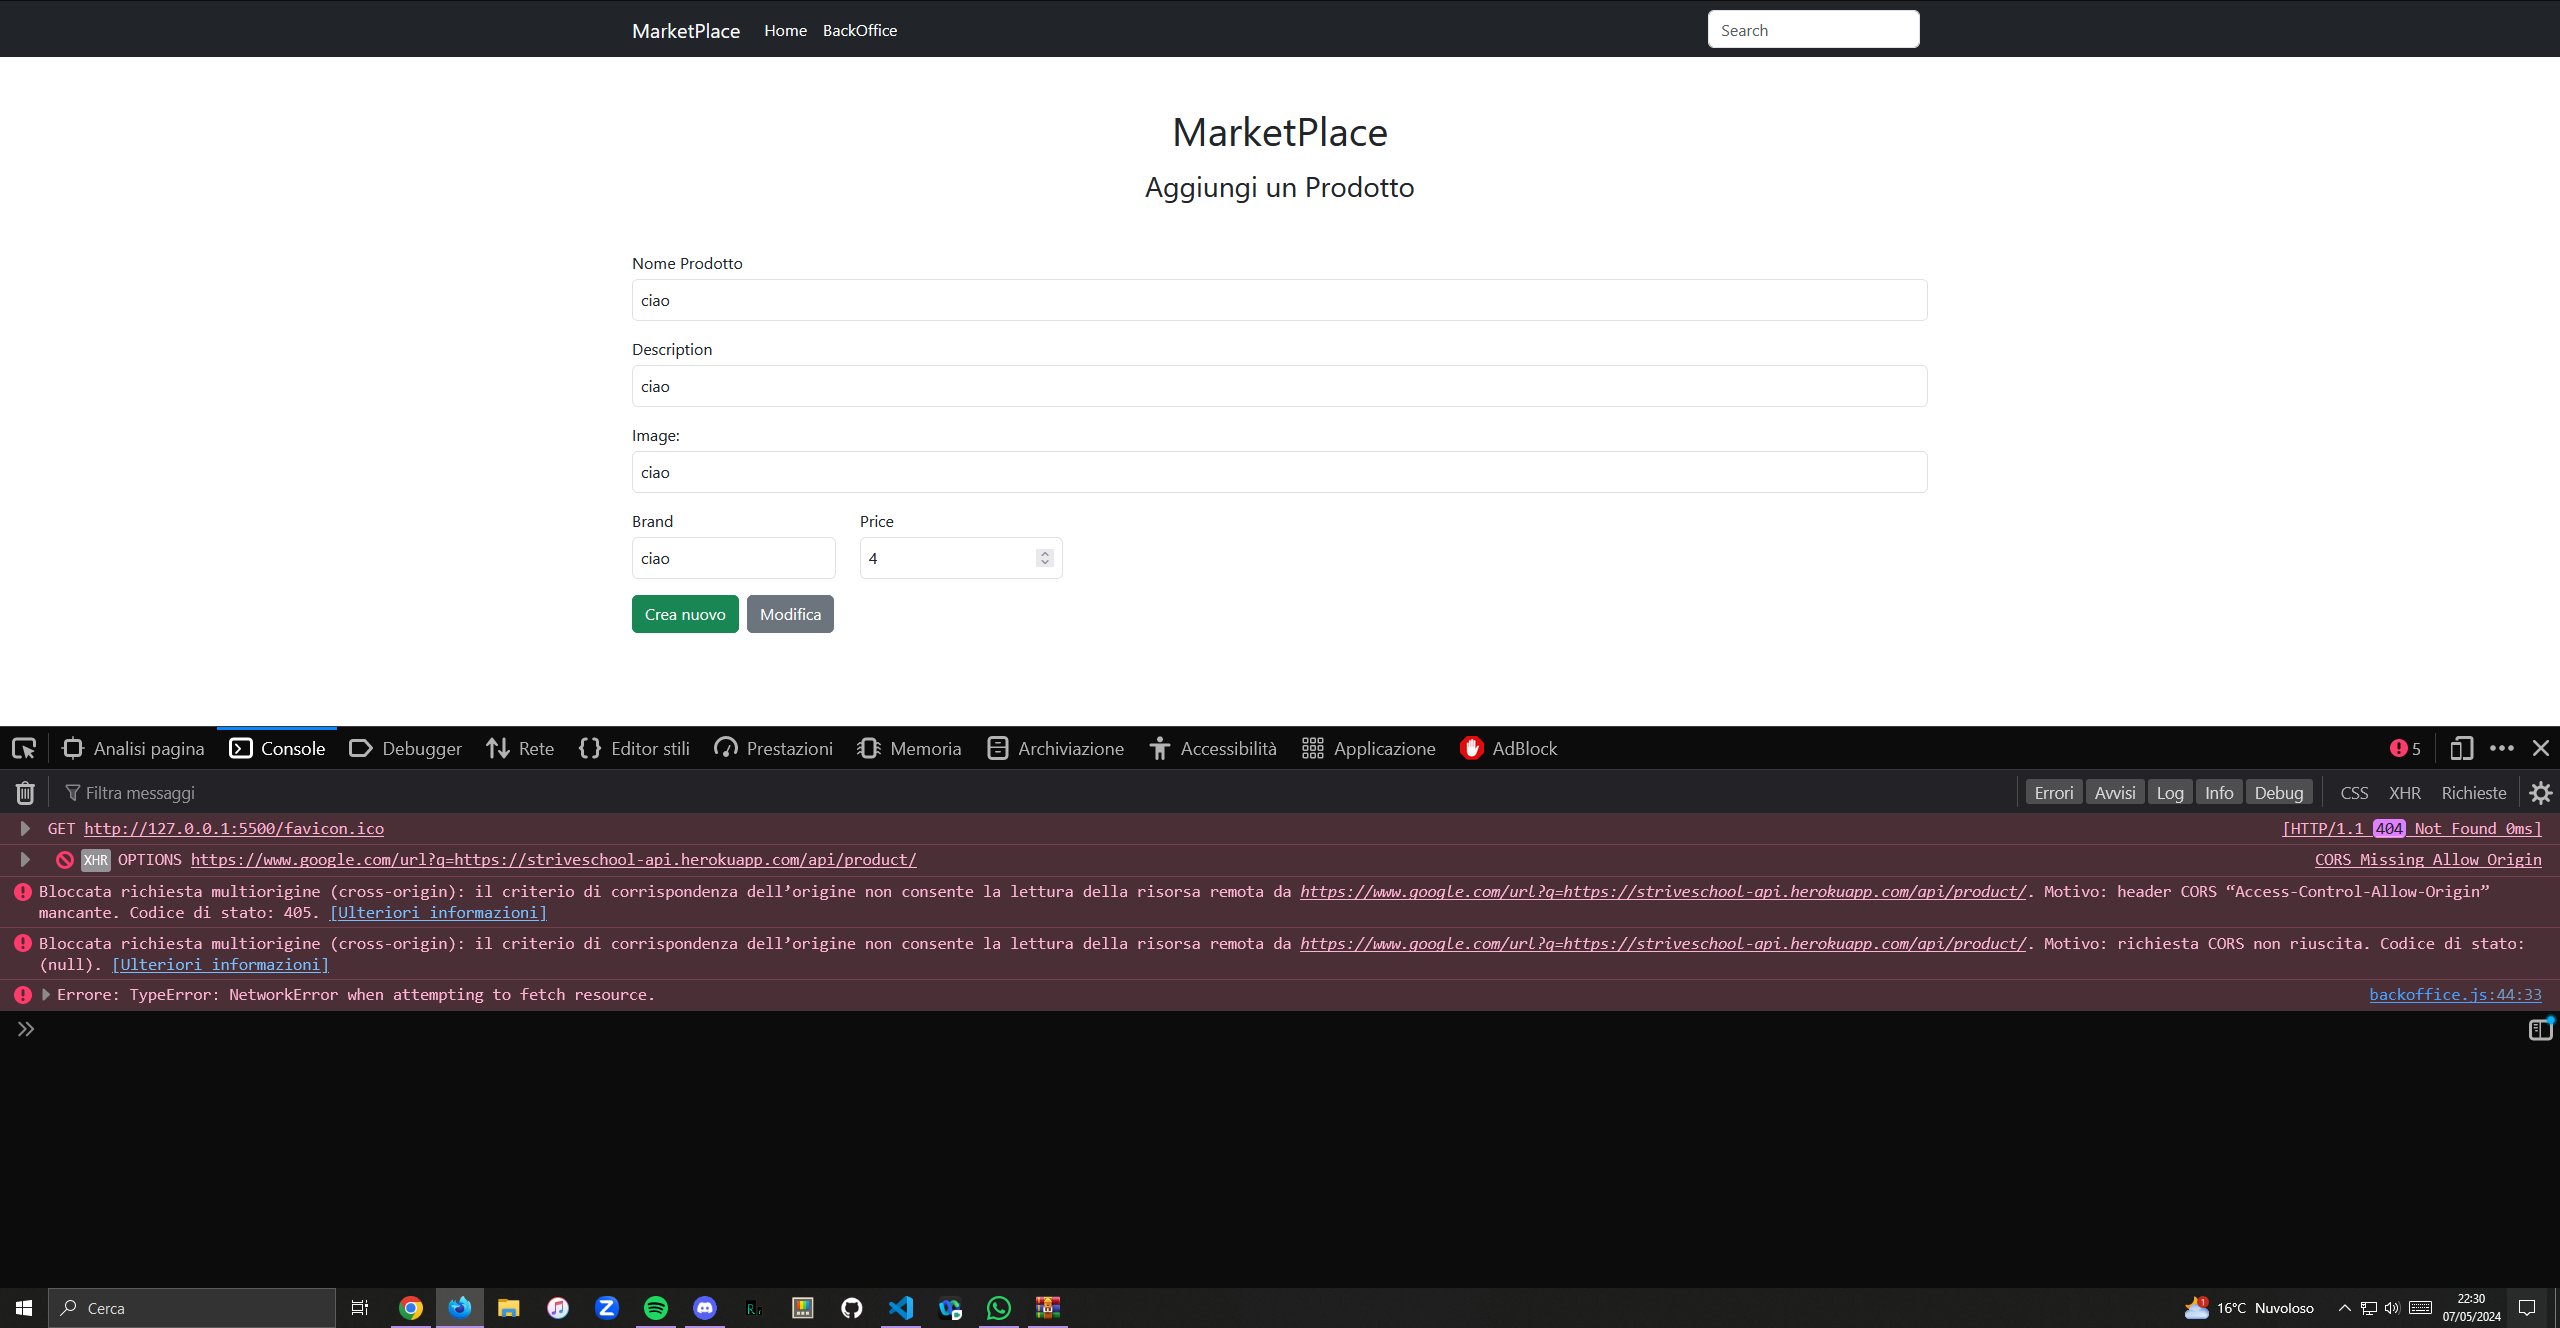 MarketPlace Home BackOffice Search
MarketPlace
Aggiungi un Prodotto
Nome Prodotto
ciao
Description
ciao
Image:
ciao
Brand Price
ciao 4
Crea nuovo Modifica
Analisi pagina Console Debugger Rete Editor stili Prestazioni Memoria Archiviazione Accessibilità Applicazione AdBlock 5
Filtra messaggi Errori Avvisi Log Info Debug CSS XHR Richieste
GET http://127.0.0.1:5500/favicon.ico [HTTP/1.1 404 Not Found 0ms]
XHR OPTIONS https://www.google.com/url?q=https://striveschool-api.herokuapp.com/api/product/ CORS Missing Allow Origin
Bloccata richiesta multiorigine (cross-origin): il criterio di corrispondenza dell’origine non consente la lettura della risorsa remota da https://www.google.com/url?q=https://striveschool-api.herokuapp.com/api/product/. Motivo: header CORS “Access-Control-Allow-Origin”
mancante. Codice di stato: 405. [Ulteriori informazioni]
Bloccata richiesta multiorigine (cross-origin): il criterio di corrispondenza dell’origine non consente la lettura della risorsa remota da https://www.google.com/url?q=https://striveschool-api.herokuapp.com/api/product/. Motivo: richiesta CORS non riuscita. Codice di stato:
(null). [Ulteriori informazioni]
Errore: TypeError: NetworkError when attempting to fetch resource. backoffice.js:44:33
Cerca 16°C Nuvoloso 22:30
07/05/2024